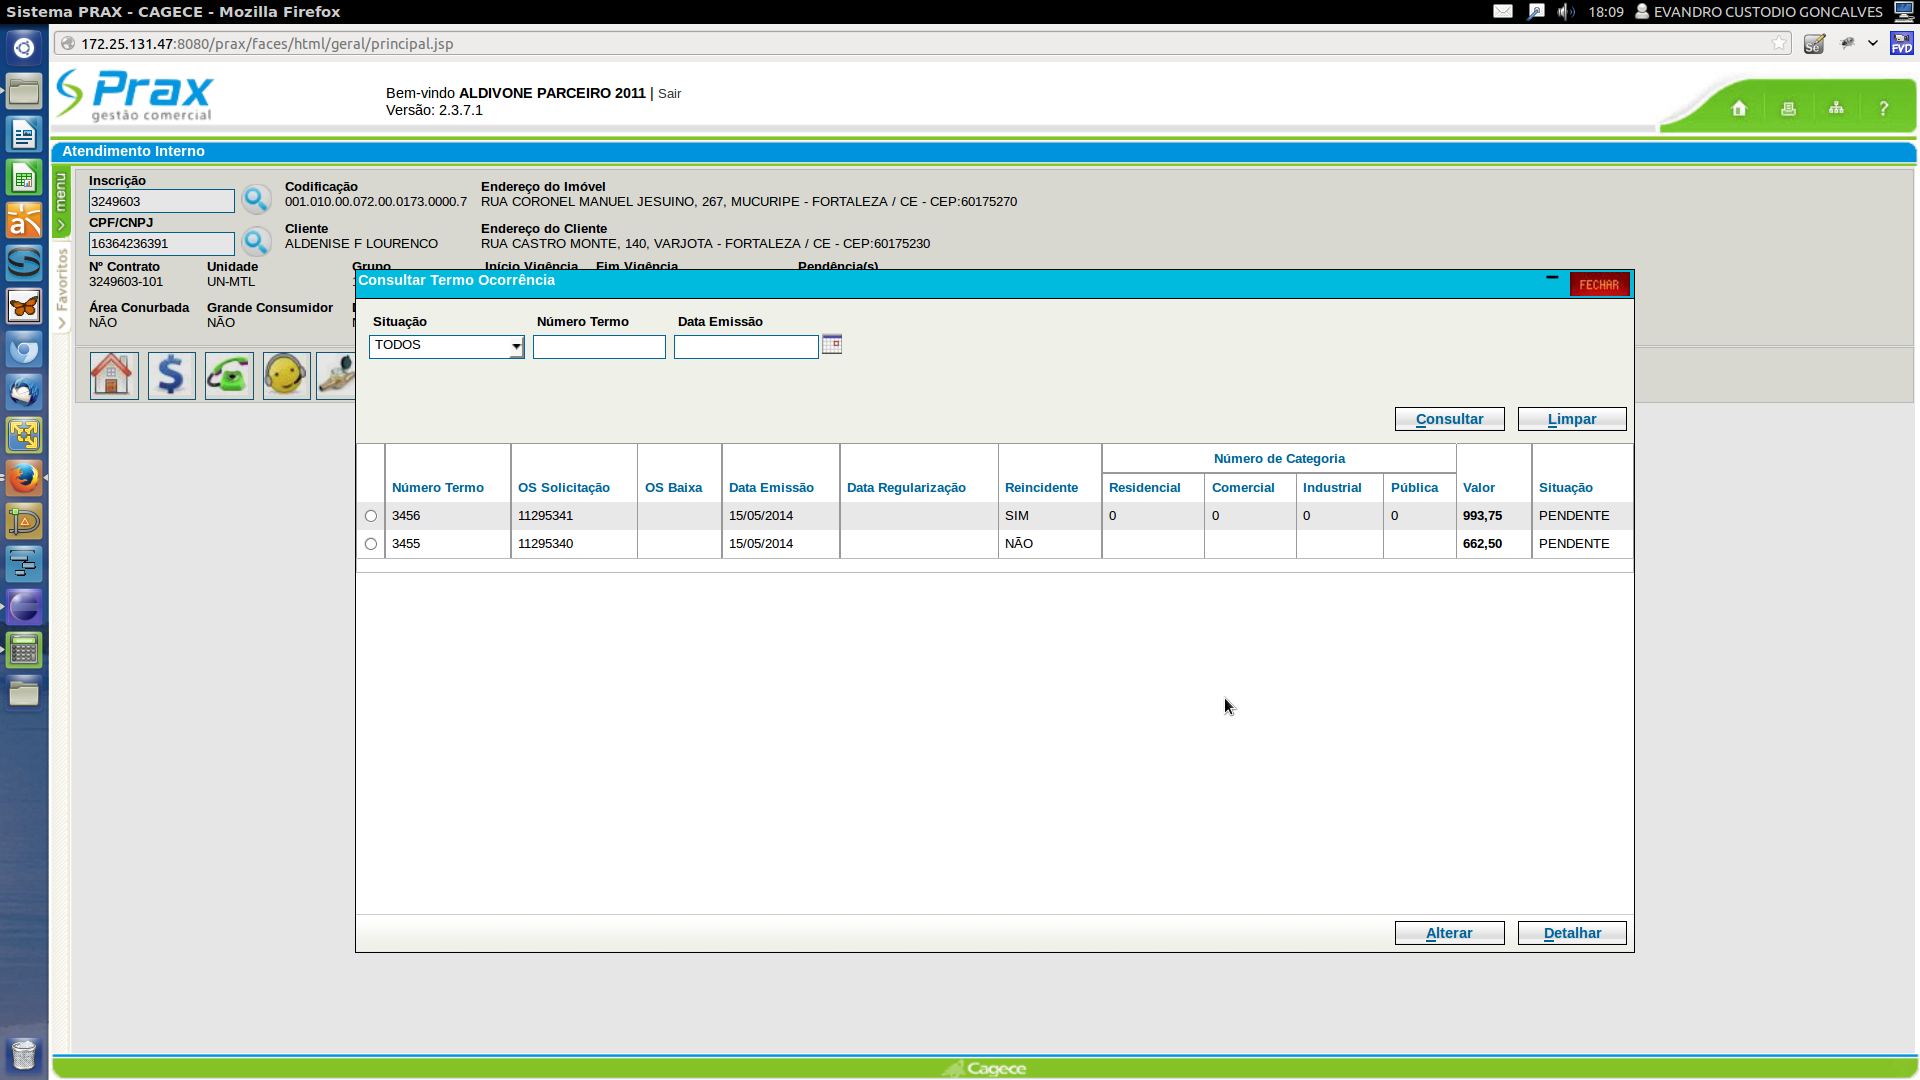 Sistema PRAX - CAGECE - Mozilla Firefox
18:09 EVANDRO CUSTODIO GONCALVES
172.25.131.47:8080/prax/faces/html/geral/principal.jsp
Prax
gestão comercial
Bem-vindo ALDIVONE PARCEIRO 2011 | Sair
Versão: 2.3.7.1
Atendimento Interno
menu
Favoritos
Inscrição
3249603
Codificação
001.010.00.072.00.0173.0000.7
Endereço do Imóvel
RUA CORONEL MANUEL JESUINO, 267, MUCURIPE - FORTALEZA / CE - CEP:60175270
CPF/CNPJ
16364236391
Cliente
ALDENISE F LOURENCO
Endereço do Cliente
RUA CASTRO MONTE, 140, VARJOTA - FORTALEZA / CE - CEP:60175230
Nº Contrato Unidade Grupo Início Vigência Fim Vigência Pendência(s)
3249603-101 UN-MTL
Área Conurbada Grande Consumidor
NÃO NÃO
Consultar Termo Ocorrência
FECHAR
Situação Número Termo Data Emissão
TODOS
Consultar Limpar
Número de Categoria
Número Termo OS Solicitação OS Baixa Data Emissão Data Regularização Reincidente Residencial Comercial Industrial Pública Valor Situação
3456 11295341 15/05/2014 SIM 0 0 0 0 993,75 PENDENTE
3455 11295340 15/05/2014 NÃO 662,50 PENDENTE
Alterar Detalhar
Cagece
FVD
Se
?